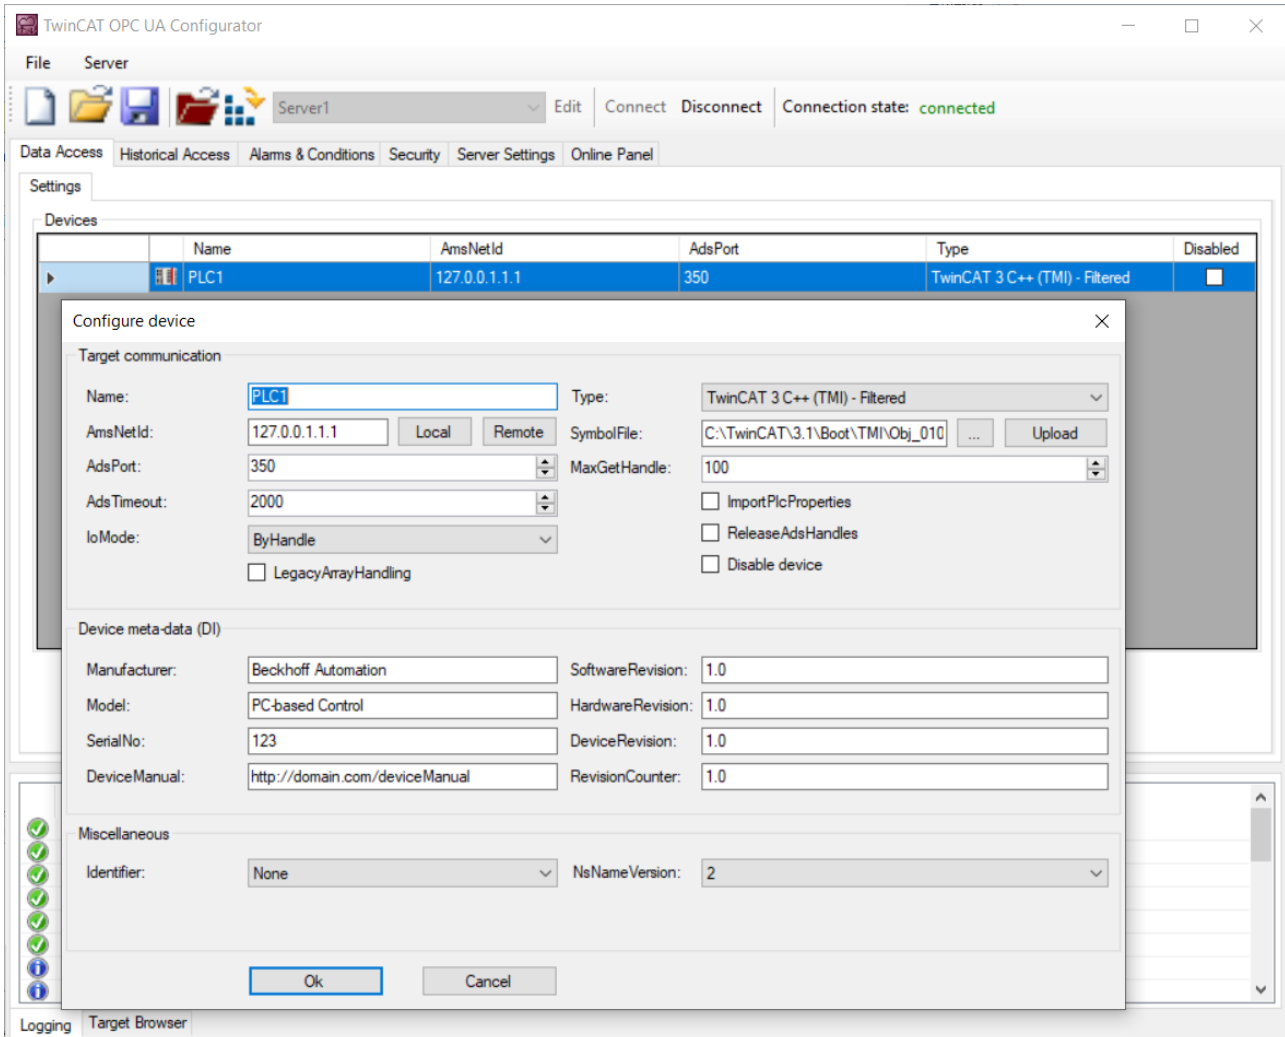 TwinCAT OPC UA Configurator
File Server
Server1 Edit Connect Disconnect Connection state: connected
Data Access Historical Access Alarms & Conditions Security Server Settings Online Panel
Settings
Devices
Name AmsNetId AdsPort Type Disabled
PLC1 127.0.0.1.1.1 350 TwinCAT 3 C++ (TMI) - Filtered
Configure device
Target communication
Name: PLC1 Type: TwinCAT 3 C++ (TMI) - Filtered
AmsNetId: 127.0.0.1.1.1 Local Remote SymbolFile: C:\TwinCAT\3.1\Boot\TMI\Obj_010 ... Upload
AdsPort: 350 MaxGetHandle: 100
AdsTimeout: 2000 ImportPlcProperties
IoMode: ByHandle ReleaseAdsHandles
LegacyArrayHandling Disable device
Device meta-data (DI)
Manufacturer: Beckhoff Automation SoftwareRevision: 1.0
Model: PC-based Control HardwareRevision: 1.0
SerialNo: 123 DeviceRevision: 1.0
DeviceManual: http://domain.com/deviceManual RevisionCounter: 1.0
Miscellaneous
Identifier: None NsNameVersion: 2
Ok Cancel
Logging Target Browser